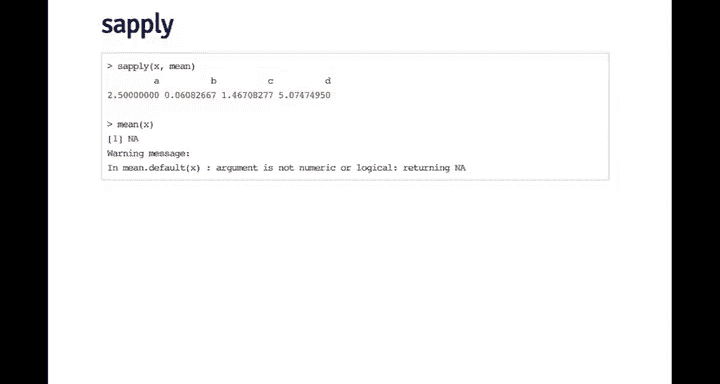 sapply
> sapply(x, mean)
a b c d
2.50000000 0.06082667 1.46708277 5.07474950
> mean(x)
[1] NA
Warning message:
In mean.default(x) : argument is not numeric or logical: returning NA